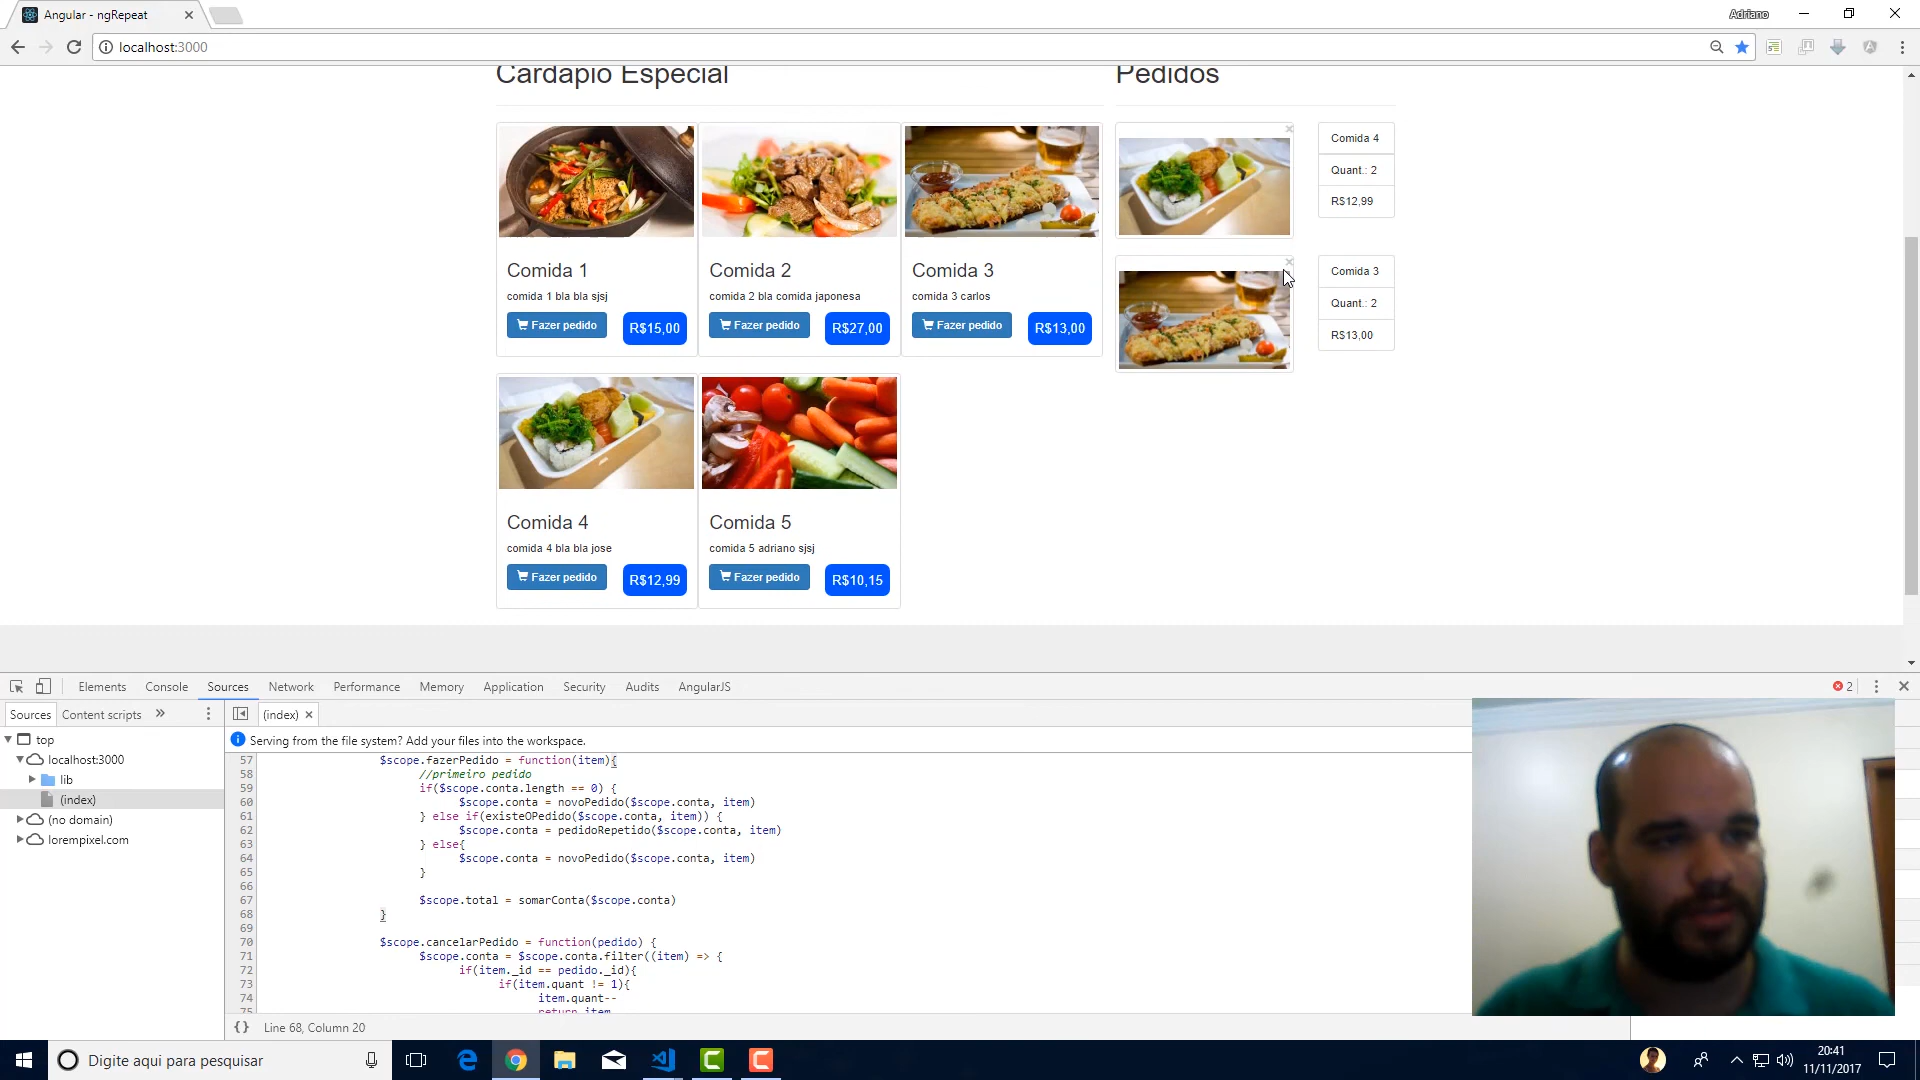 Angular - ngRepeat
Adriano
localhost:3000
Cardápio Especial
Pedidos
Comida 1
comida 1 bla bla sjsj
Fazer pedido
R$15,00
Comida 2
comida 2 bla comida japonesa
Fazer pedido
R$27,00
Comida 3
comida 3 carlos
Fazer pedido
R$13,00
Comida 4
Quant.: 2
R$12,99
Comida 3
Quant.: 2
R$13,00
Comida 4
comida 4 bla bla jose
Fazer pedido
R$12,99
Comida 5
comida 5 adriano sjsj
Fazer pedido
R$10,15
Elements Console Sources Network Performance Memory Application Security Audits AngularJS
2
Sources Content scripts »
(index)
Serving from the file system? Add your files into the workspace.
top
localhost:3000
lib
(index)
(no domain)
lorempixel.com
57 $scope.fazerPedido = function(item){
58 //primeiro pedido
59 if($scope.conta.length == 0) {
60 $scope.conta = novoPedido($scope.conta, item)
61 } else if(existeOPedido($scope.conta, item)) {
62 $scope.conta = pedidoRepetido($scope.conta, item)
63 } else{
64 $scope.conta = novoPedido($scope.conta, item)
65 }
66
67 $scope.total = somarConta($scope.conta)
68 }
69
70 $scope.cancelarPedido = function(pedido) {
71 $scope.conta = $scope.conta.filter((item) => {
72 if(item._id == pedido._id){
73 if(item.quant != 1){
74 item.quant--
75 return item
{ } Line 68, Column 20
Digite aqui para pesquisar
20:41
11/11/2017